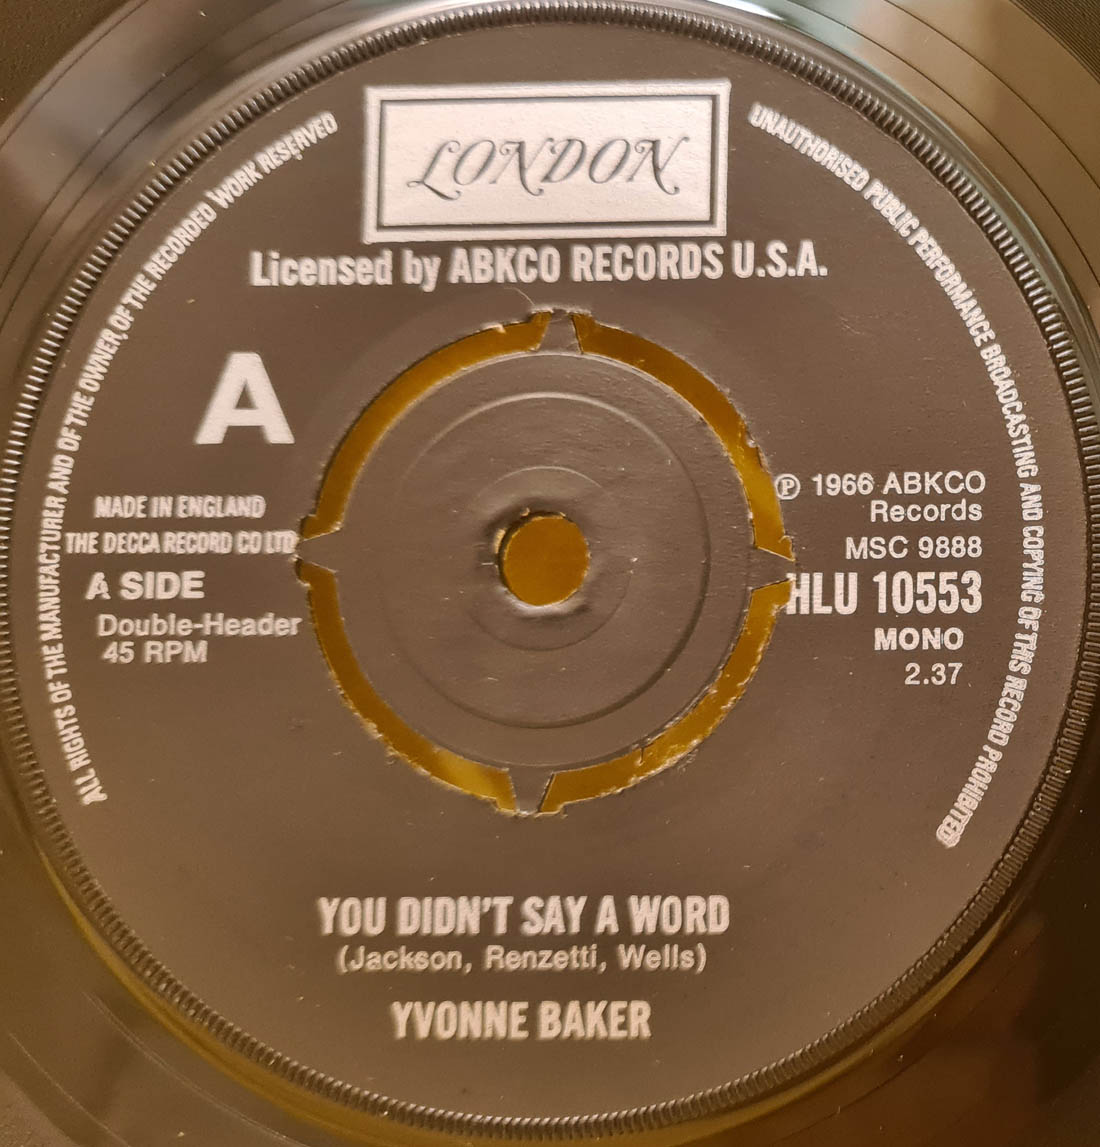 LONDON
Licensed by ABKCO RECORDS U.S.A.
ALL RIGHTS OF THE MANUFACTURER AND OF THE OWNER OF THE RECORDED WORK RESERVED
UNAUTHORISED PUBLIC PERFORMANCE BROADCASTING AND COPYING OF THIS RECORD PROHIBITED
A
MADE IN ENGLAND
THE DECCA RECORD CO LTD
A SIDE
Double-Header
45 RPM
℗ 1966 ABKCO
Records
MSC 9888
HLU 10553
MONO
2.37
YOU DIDN'T SAY A WORD
(Jackson, Renzetti, Wells)
YVONNE BAKER